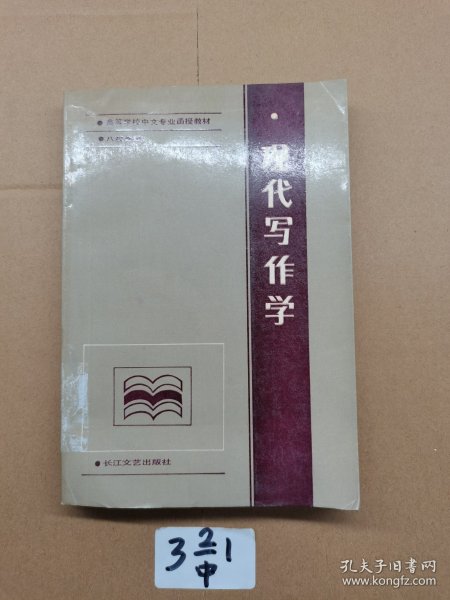 高等学校中文专业函授教材
现代写作学
长江文艺出版社
3 2 1
中
孔夫子旧书网
www.kongfz.com